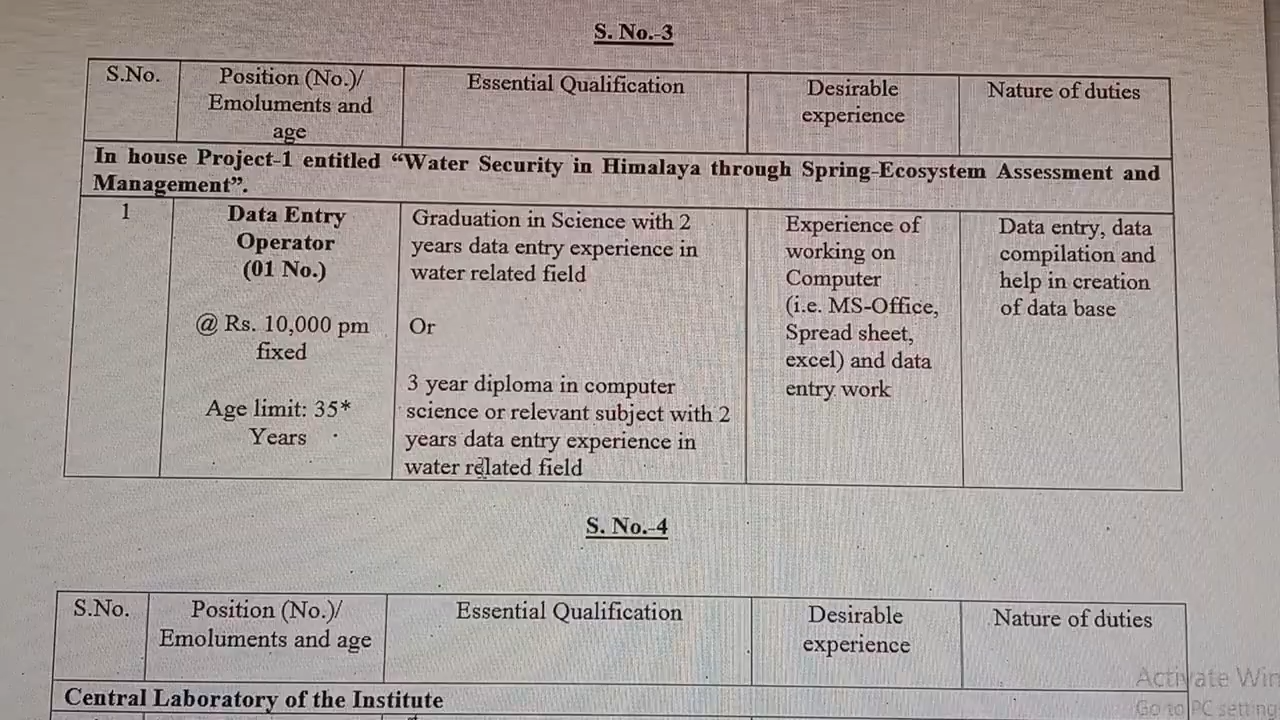 S. No.-3
S.No.
Position (No.)/
Emoluments and
age
Essential Qualification
Desirable
experience
Nature of duties
In house Project-1 entitled “Water Security in Himalaya through Spring-Ecosystem Assessment and
Management”.
1
Data Entry
Operator
(01 No.)
@ Rs. 10,000 pm
fixed
Age limit: 35*
Years
Graduation in Science with 2
years data entry experience in
water related field
Or
3 year diploma in computer
science or relevant subject with 2
years data entry experience in
water related field
Experience of
working on
Computer
(i.e. MS-Office,
Spread sheet,
excel) and data
entry work
Data entry, data
compilation and
help in creation
of data base
S. No.-4
S.No.
Position (No.)/
Emoluments and age
Essential Qualification
Desirable
experience
Nature of duties
Central Laboratory of the Institute
Activate Win
Go to PC setting